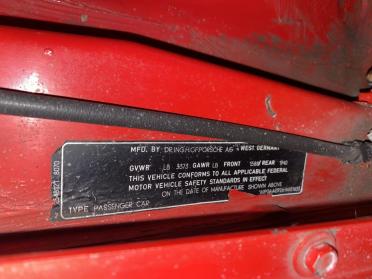 MFD. BY DR.ING.H.C.F.PORSCHE AG WEST GERMANY
GVWR LB 3073 GAWR LB FRONT REAR 1940
THIS VEHICLE CONFORMS TO ALL APPLICABLE FEDERAL
MOTOR VEHICLE SAFETY STANDARDS IN EFFECT
ON THE DATE OF MANUFACTURE SHOWN ABOVE
TYPE PASSENGER CAR